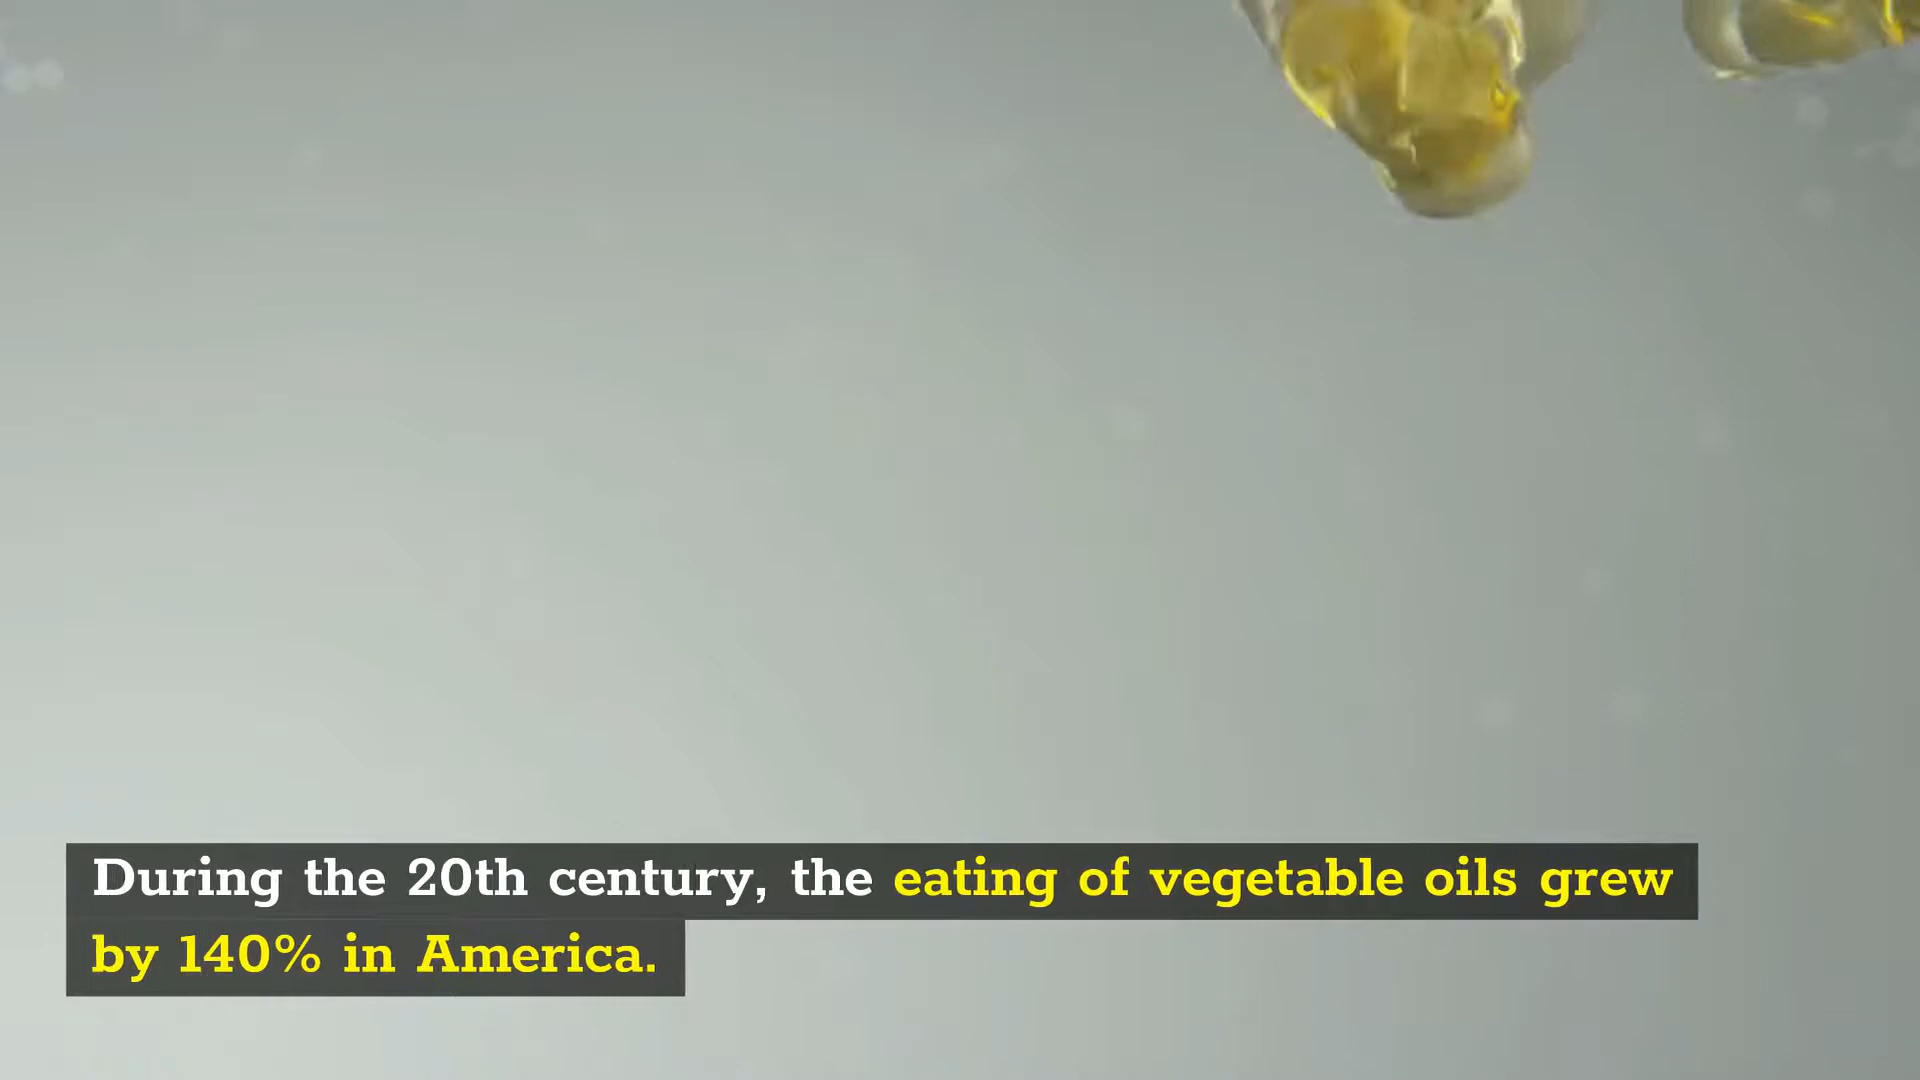 During the 20th century, the eating of vegetable oils grew
by 140% in America.